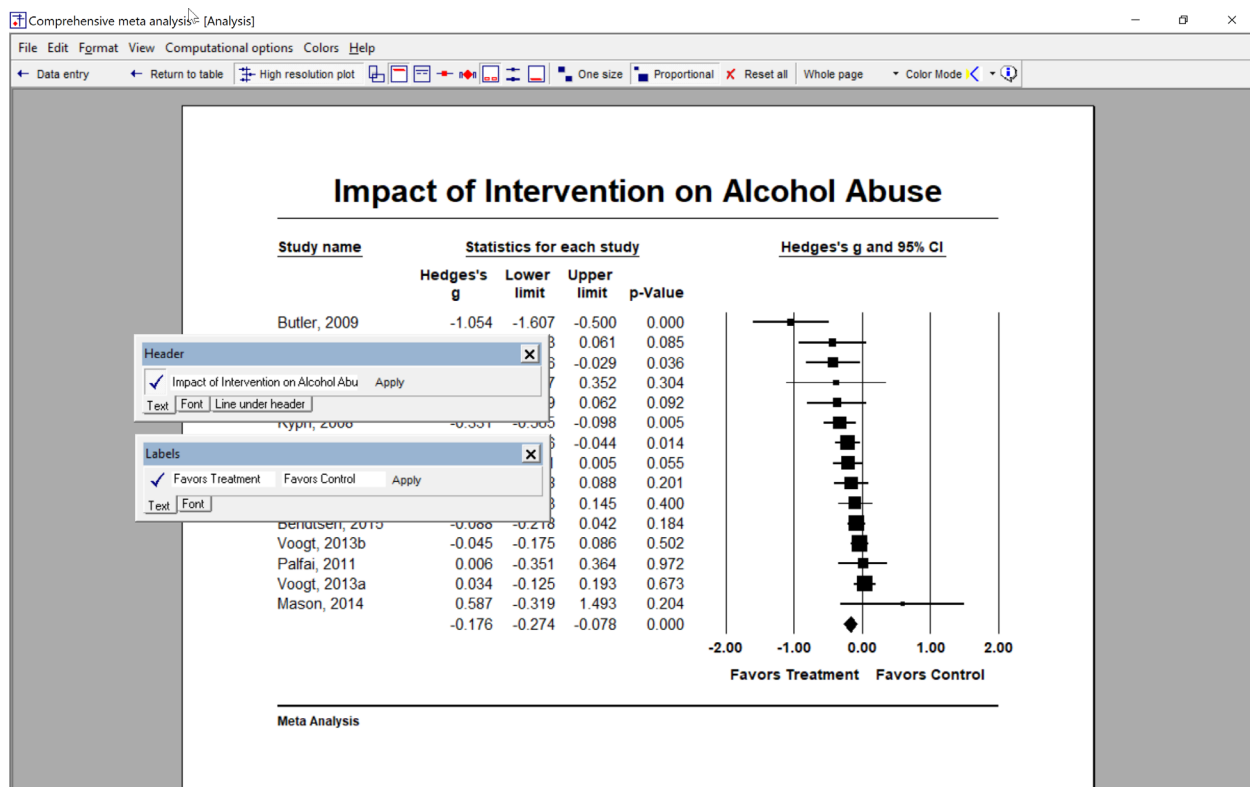 Comprehensive meta analysis - [Analysis]
File Edit Format View Computational options Colors Help
Data entry Return to table High resolution plot One size Proportional Reset all Whole page Color Mode
Impact of Intervention on Alcohol Abuse
Study name Statistics for each study Hedges's g and 95% CI
Hedges's g Lower limit Upper limit p-Value
Butler, 2009 -1.054 -1.607 -0.500 0.000
0.061 0.085
-0.029 0.036
0.352 0.304
0.062 0.092
Kypri, 2008 -0.098 0.005
-0.044 0.014
0.005 0.055
0.088 0.201
0.145 0.400
Bendtsen, 2015 -0.088 -0.218 0.042 0.184
Voogt, 2013b -0.045 -0.175 0.086 0.502
Palfai, 2011 0.006 -0.351 0.364 0.972
Voogt, 2013a 0.034 -0.125 0.193 0.673
Mason, 2014 0.587 -0.319 1.493 0.204
-0.176 -0.274 -0.078 0.000
-2.00 -1.00 0.00 1.00 2.00
Favors Treatment Favors Control
Meta Analysis
Header
Impact of Intervention on Alcohol Abu Apply
Text Font Line under header
Labels
Favors Treatment Favors Control Apply
Text Font